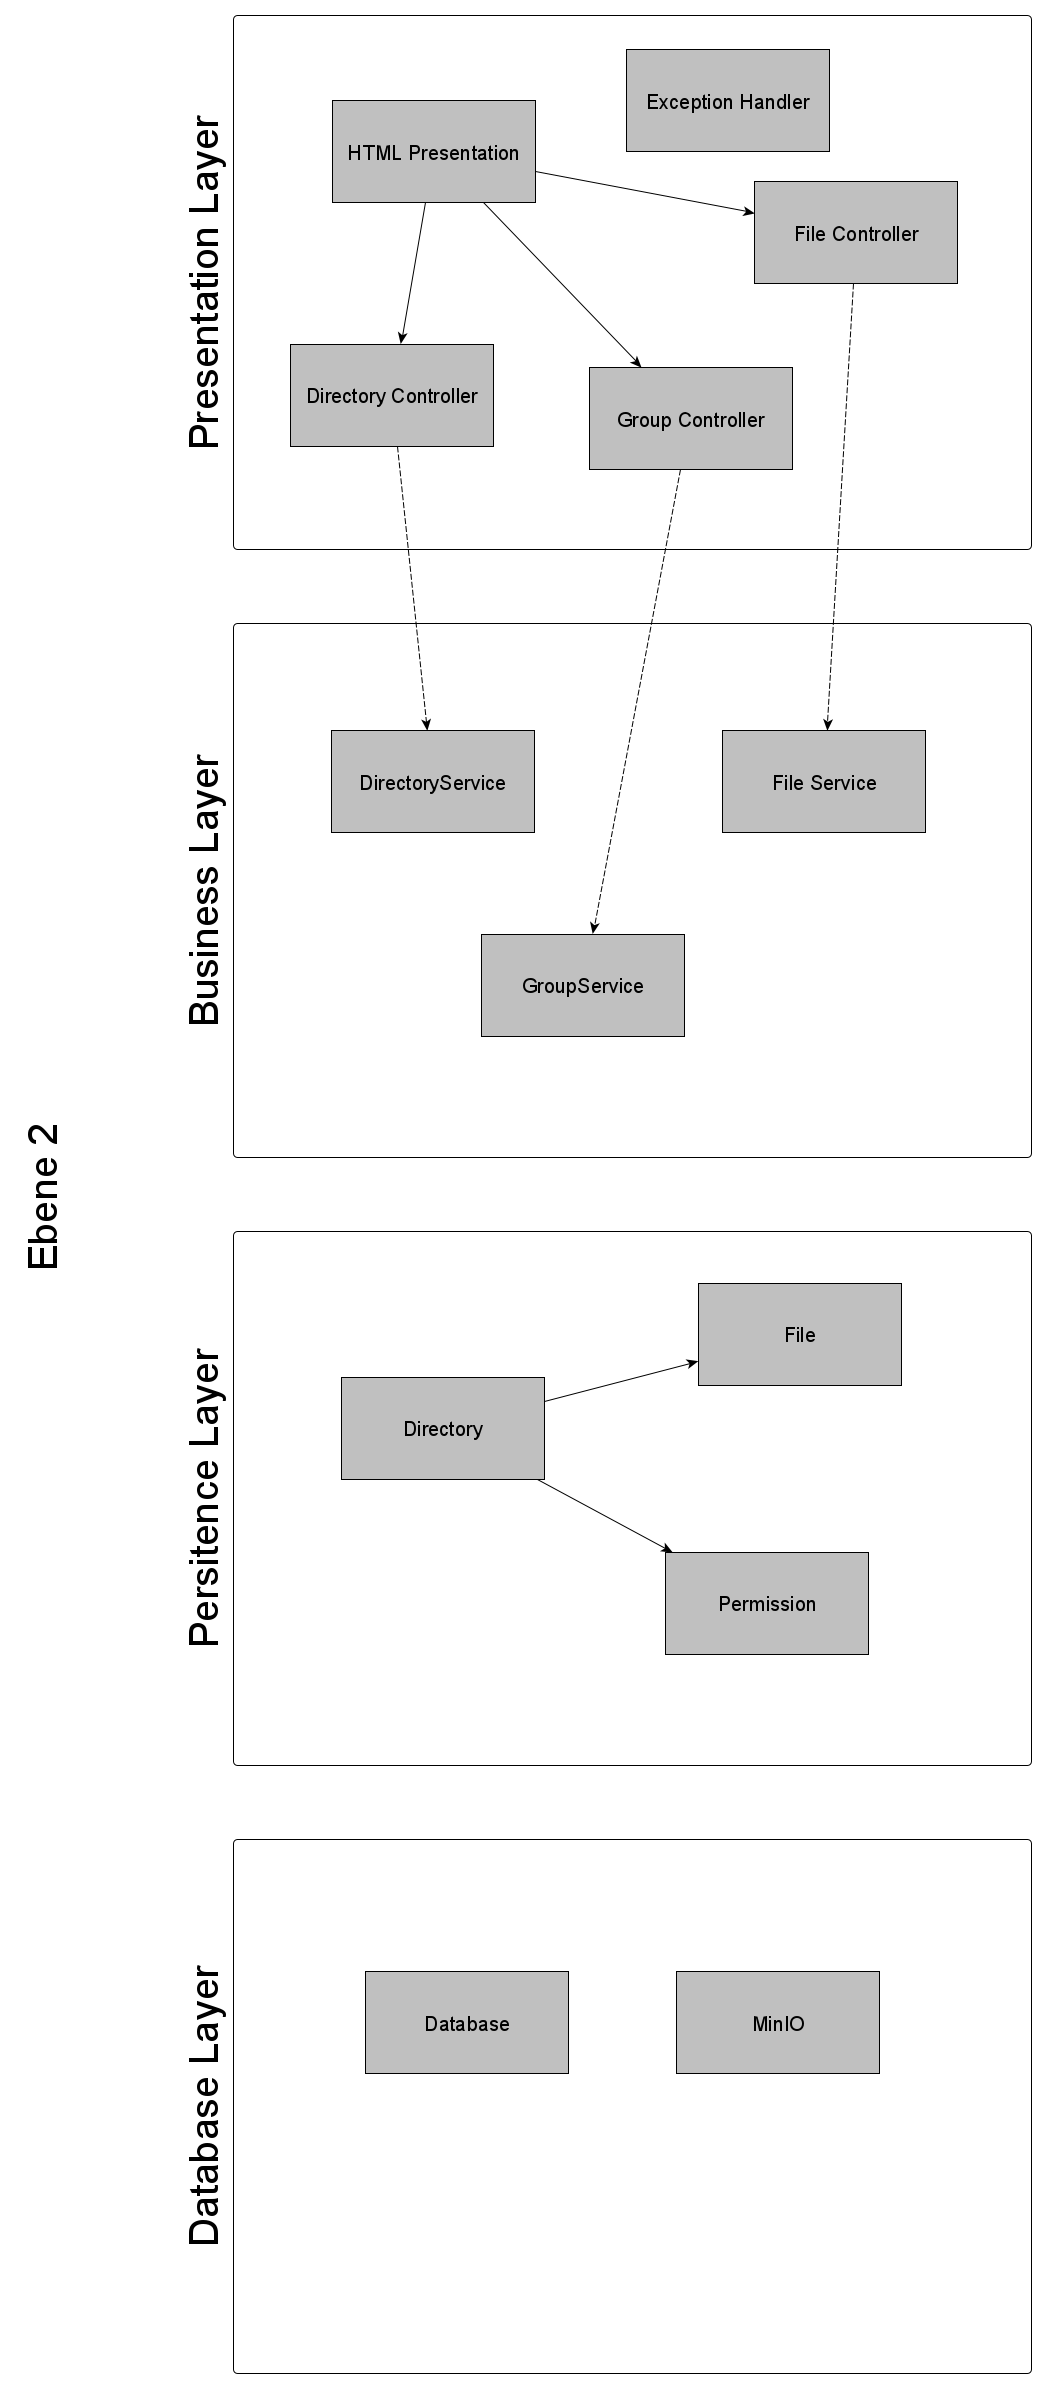 Ebene 2
Presentation Layer
Exception Handler
HTML Presentation
File Controller
Directory Controller
Group Controller
Business Layer
DirectoryService
File Service
GroupService
Persitence Layer
File
Directory
Permission
Database Layer
Database
MinIO